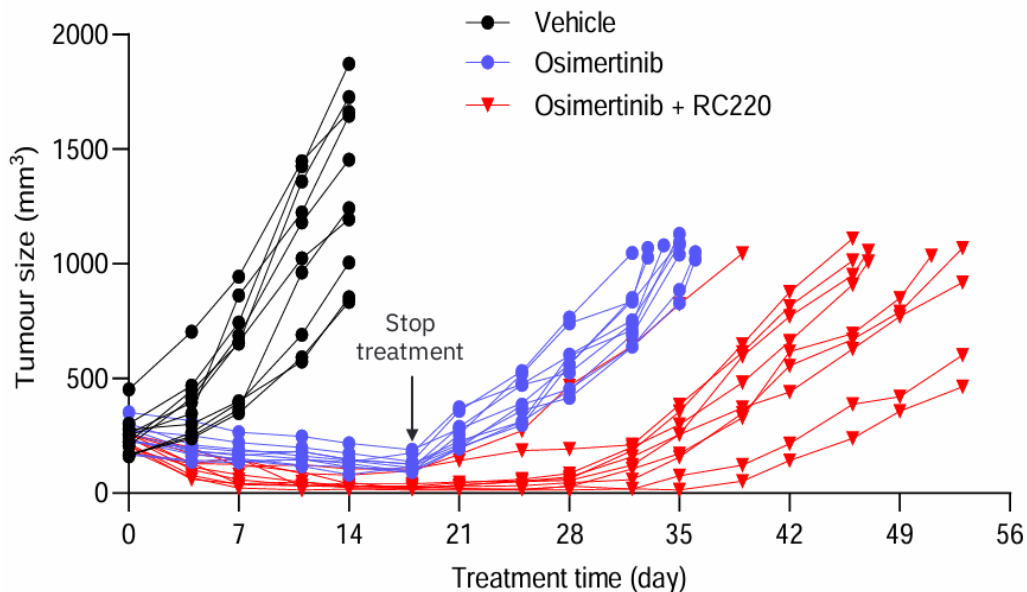 2000
1500
1000
500
0
Tumour size (mm³)
Vehicle
Osimertinib
Osimertinib + RC220
Stop
treatment
0 7 14 21 28 35 42 49 56
Treatment time (day)